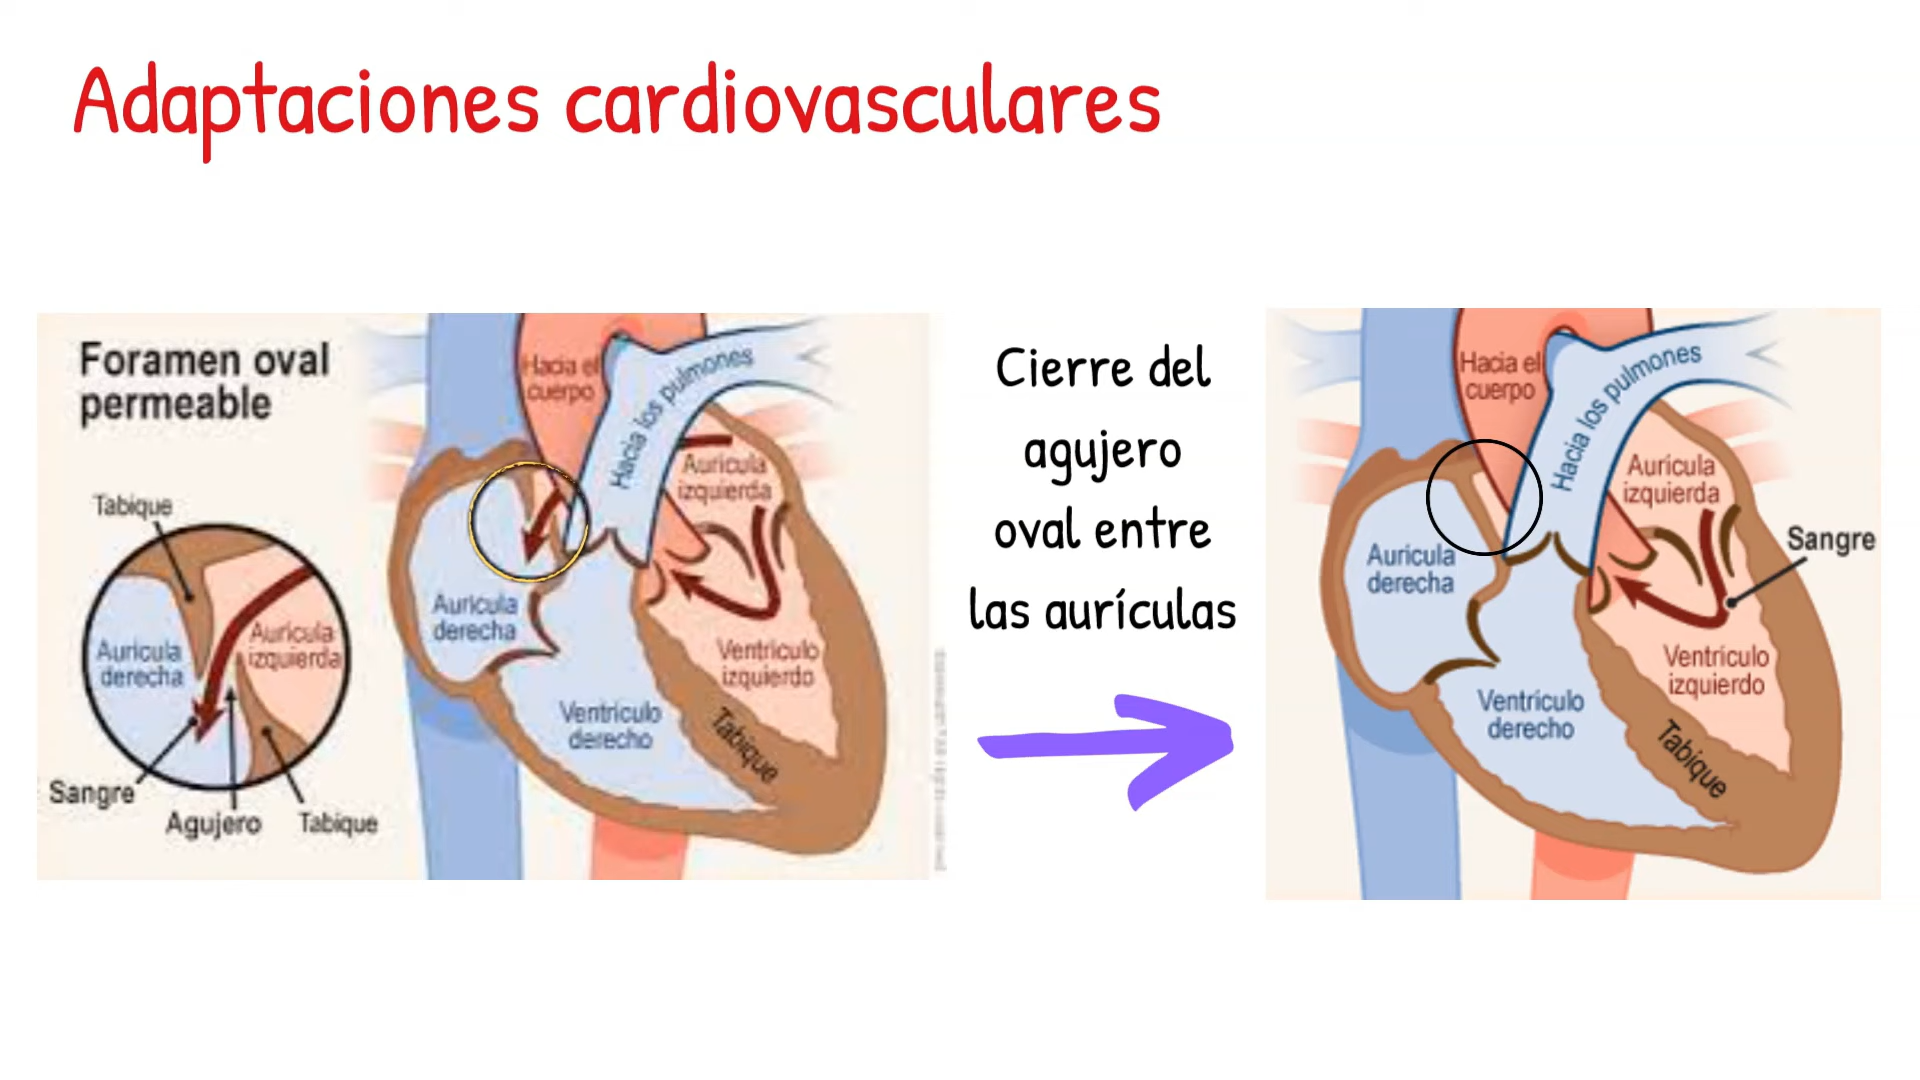 Adaptaciones cardiovasculares
Foramen oval
permeable
Tabique
Aurícula
derecha
Aurícula
izquierda
Sangre
Agujero
Tabique
Hacia el
cuerpo
Hacia los pulmones
Aurícula
izquierda
Aurícula
derecha
Ventrículo
izquierdo
Ventrículo
derecho
Tabique
Cierre del
agujero
oval entre
las aurículas
Hacia el
cuerpo
Hacia los pulmones
Aurícula
izquierda
Sangre
Aurícula
derecha
Ventrículo
izquierdo
Ventrículo
derecho
Tabique